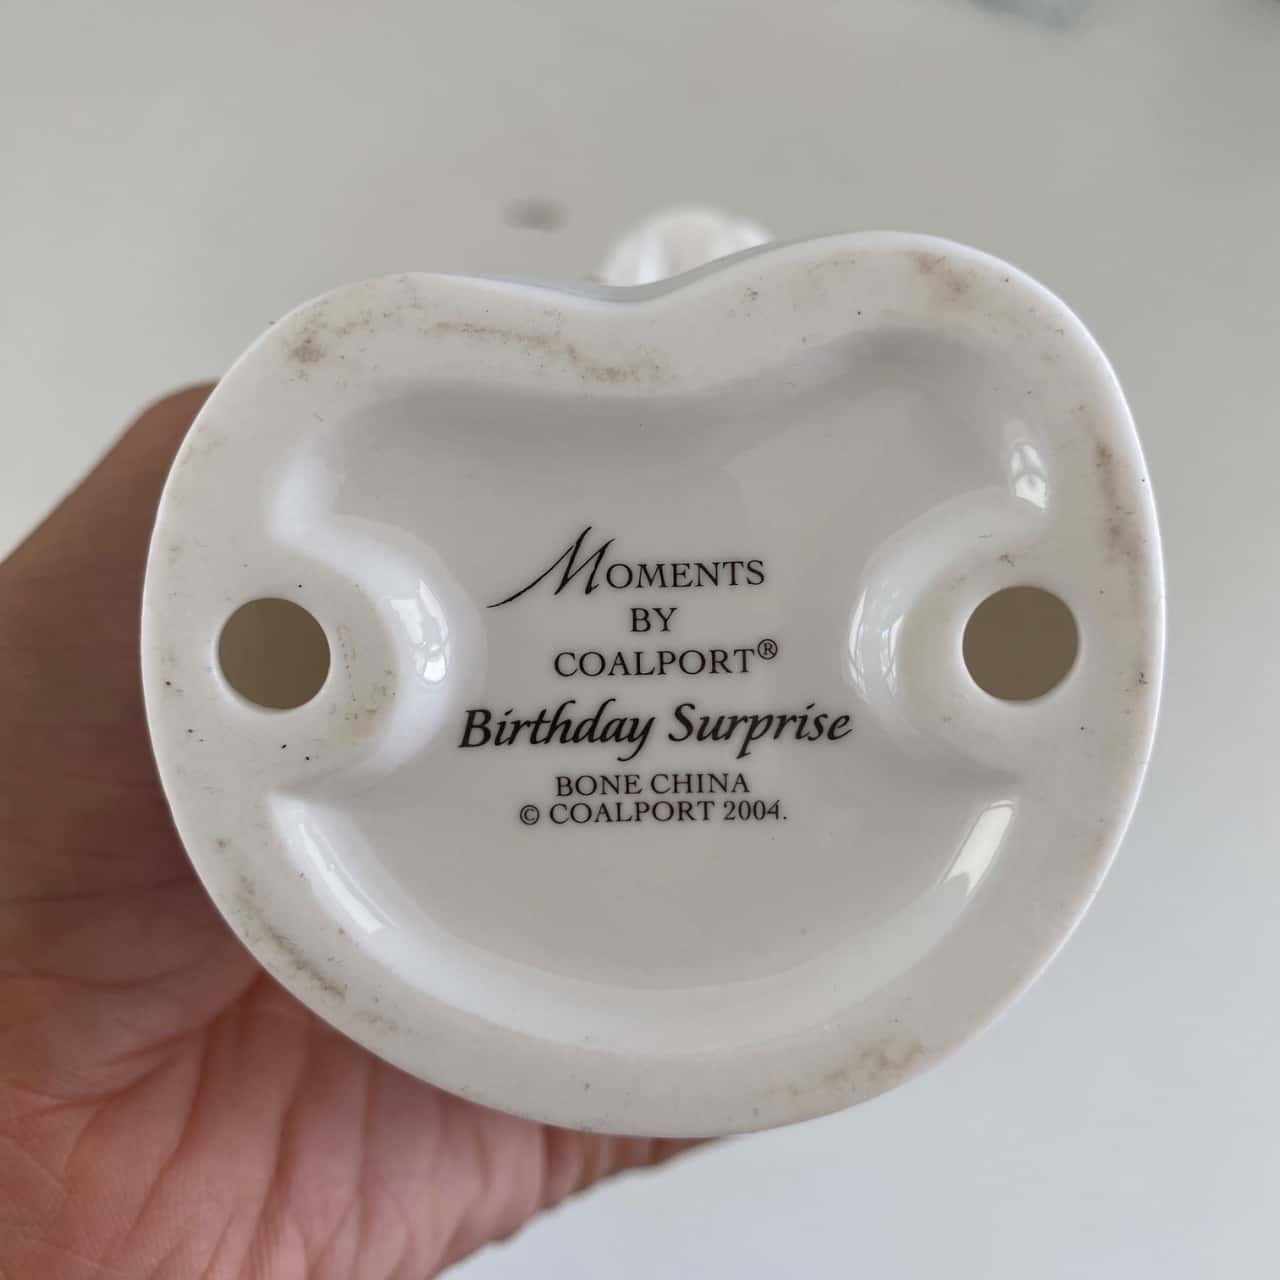 MOMENTS
BY
COALPORT®
Birthday Surprise
BONE CHINA
© COALPORT 2004.